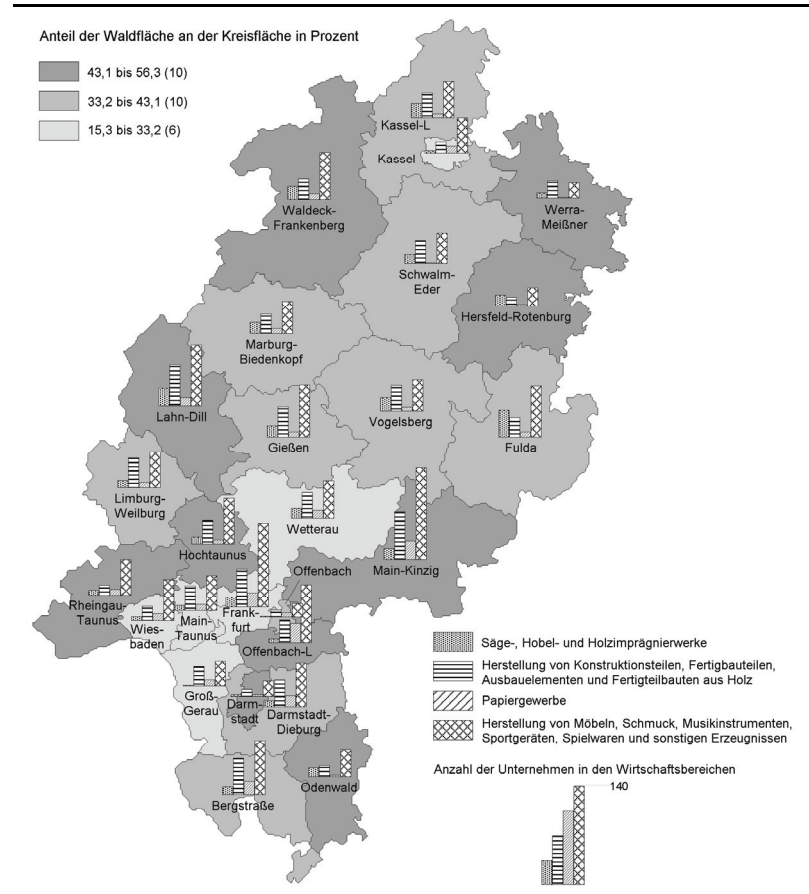 Anteil der Waldfläche an der Kreisfläche in Prozent
43,1 bis 56,3 (10)
33,2 bis 43,1 (10)
15,3 bis 33,2 (6)
Kassel-L
Kassel
Waldeck-
Frankenberg
Werra-
Meißner
Schwalm-
Eder
Hersfeld-Rotenburg
Marburg-
Biedenkopf
Lahn-Dill
Gießen
Vogelsberg
Fulda
Limburg-
Weilburg
Wetterau
Hochtaunus
Offenbach
Main-Kinzig
Rheingau-
Taunus
Wies-
baden
Main-
Taunus
Frank-
furt
Offenbach-L
Groß-
Gerau
Darm-
stadt
Darmstadt-
Dieburg
Bergstraße
Odenwald
Säge-, Hobel- und Holzimprägnierwerke
Herstellung von Konstruktionsteilen, Fertigbauteilen,
Ausbauelementen und Fertigteilbauten aus Holz
Papiergewerbe
Herstellung von Möbeln, Schmuck, Musikinstrumenten,
Sportgeräten, Spielwaren und sonstigen Erzeugnissen
Anzahl der Unternehmen in den Wirtschaftsbereichen
140